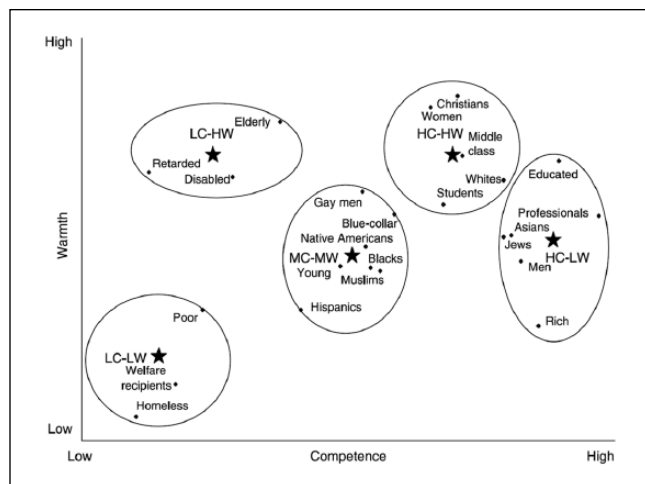 High
Warmth
Low
Low
Competence
High
LC-HW
Elderly
Retarded
Disabled
HC-HW
Christians
Women
Middle
class
Whites
Students
Gay men
Blue-collar
Native Americans
MC-MW
Blacks
Young
Muslims
Hispanics
Educated
Professionals
Asians
Jews
HC-LW
Men
Rich
Poor
LC-LW
Welfare
recipients
Homeless